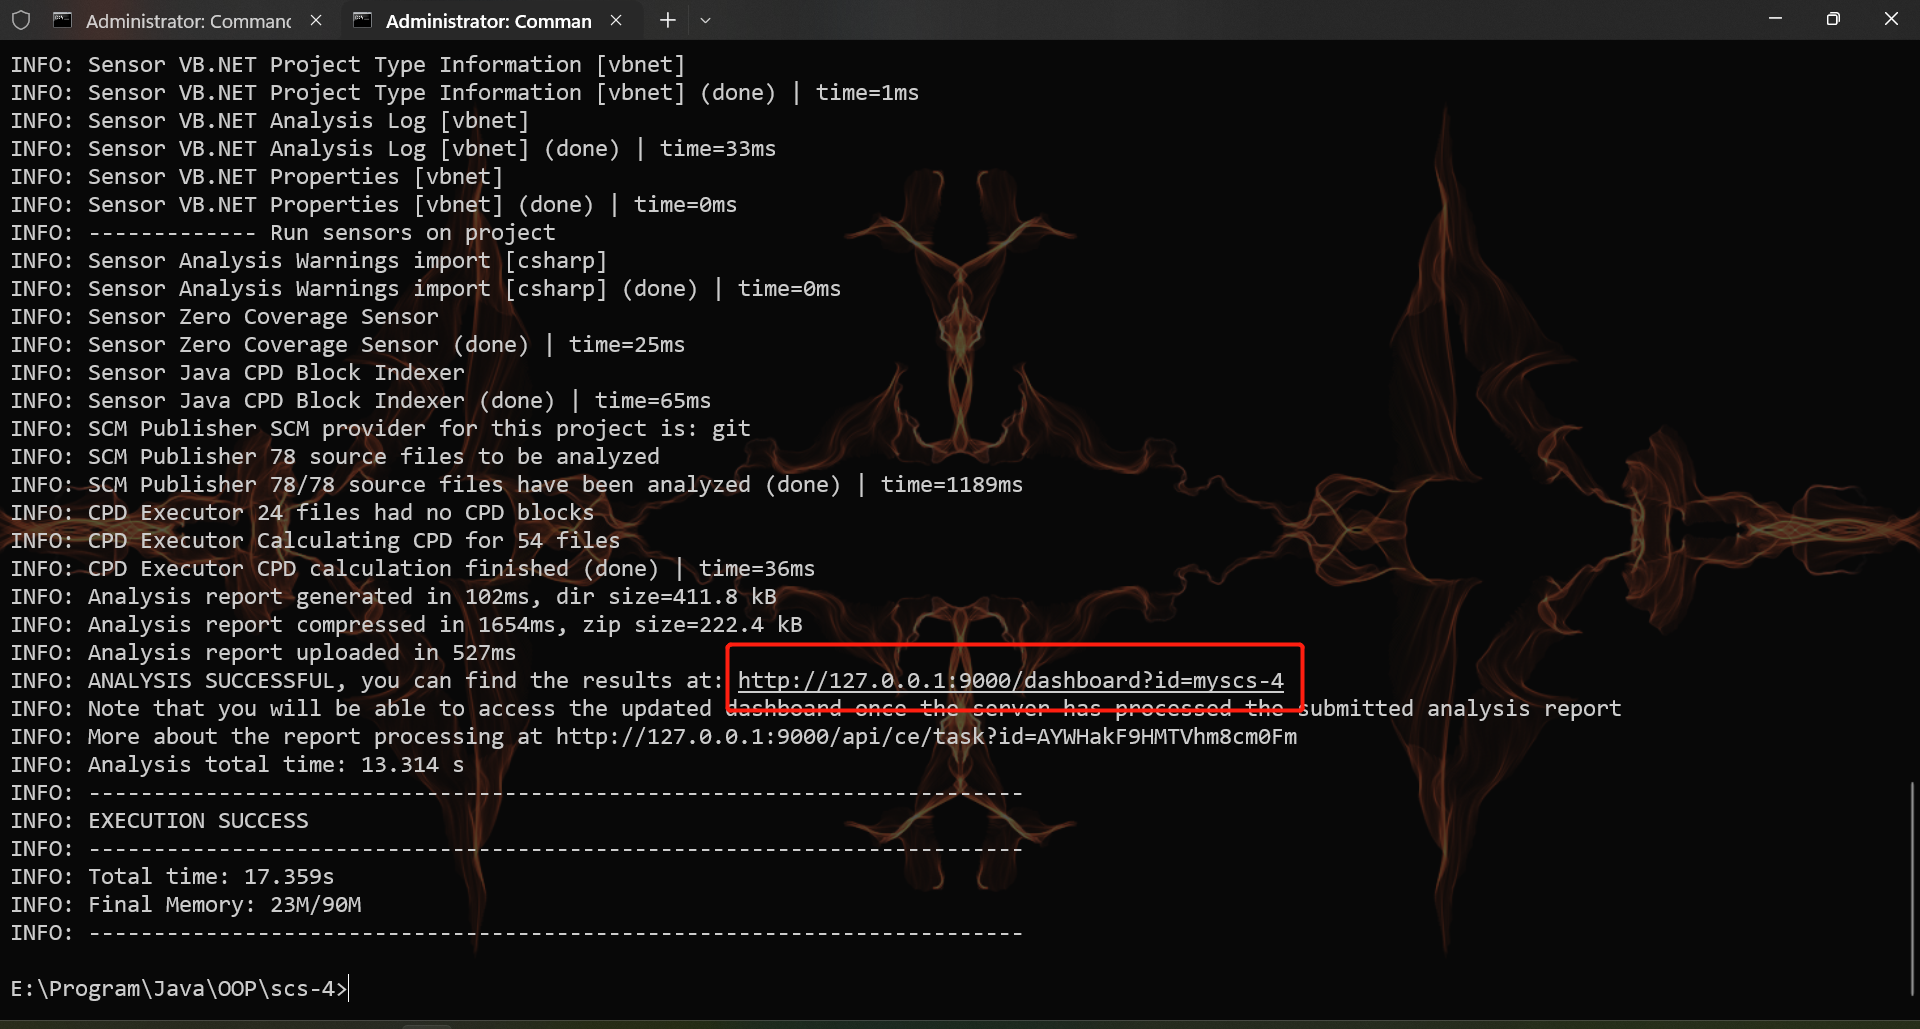 Administrator: Command
Administrator: Comman
INFO: Sensor VB.NET Project Type Information [vbnet]
INFO: Sensor VB.NET Project Type Information [vbnet] (done) | time=1ms
INFO: Sensor VB.NET Analysis Log [vbnet]
INFO: Sensor VB.NET Analysis Log [vbnet] (done) | time=33ms
INFO: Sensor VB.NET Properties [vbnet]
INFO: Sensor VB.NET Properties [vbnet] (done) | time=0ms
INFO: ------------- Run sensors on project
INFO: Sensor Analysis Warnings import [csharp]
INFO: Sensor Analysis Warnings import [csharp] (done) | time=0ms
INFO: Sensor Zero Coverage Sensor
INFO: Sensor Zero Coverage Sensor (done) | time=25ms
INFO: Sensor Java CPD Block Indexer
INFO: Sensor Java CPD Block Indexer (done) | time=65ms
INFO: SCM Publisher SCM provider for this project is: git
INFO: SCM Publisher 78 source files to be analyzed
INFO: SCM Publisher 78/78 source files have been analyzed (done) | time=1189ms
INFO: CPD Executor 24 files had no CPD blocks
INFO: CPD Executor Calculating CPD for 54 files
INFO: CPD Executor CPD calculation finished (done) | time=36ms
INFO: Analysis report generated in 102ms, dir size=411.8 kB
INFO: Analysis report compressed in 1654ms, zip size=222.4 kB
INFO: Analysis report uploaded in 527ms
INFO: ANALYSIS SUCCESSFUL, you can find the results at: http://127.0.0.1:9000/dashboard?id=myscs-4
INFO: Note that you will be able to access the updated dashboard once the server has processed the submitted analysis report
INFO: More about the report processing at http://127.0.0.1:9000/api/ce/task?id=AYWHakF9HMTVhm8cm0Fm
INFO: Analysis total time: 13.314 s
INFO: ------------------------------------------------------------------------
INFO: EXECUTION SUCCESS
INFO: ------------------------------------------------------------------------
INFO: Total time: 17.359s
INFO: Final Memory: 23M/90M
INFO: ------------------------------------------------------------------------
E:\Program\Java\OOP\scs-4>